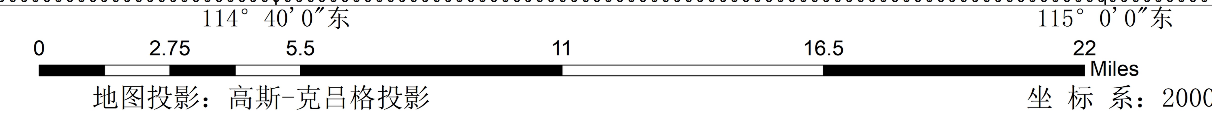 114° 40'0"东 115° 0'0"东
0 2.75 5.5 11 16.5 22
Miles
地图投影：高斯-克吕格投影 坐 标 系：2000